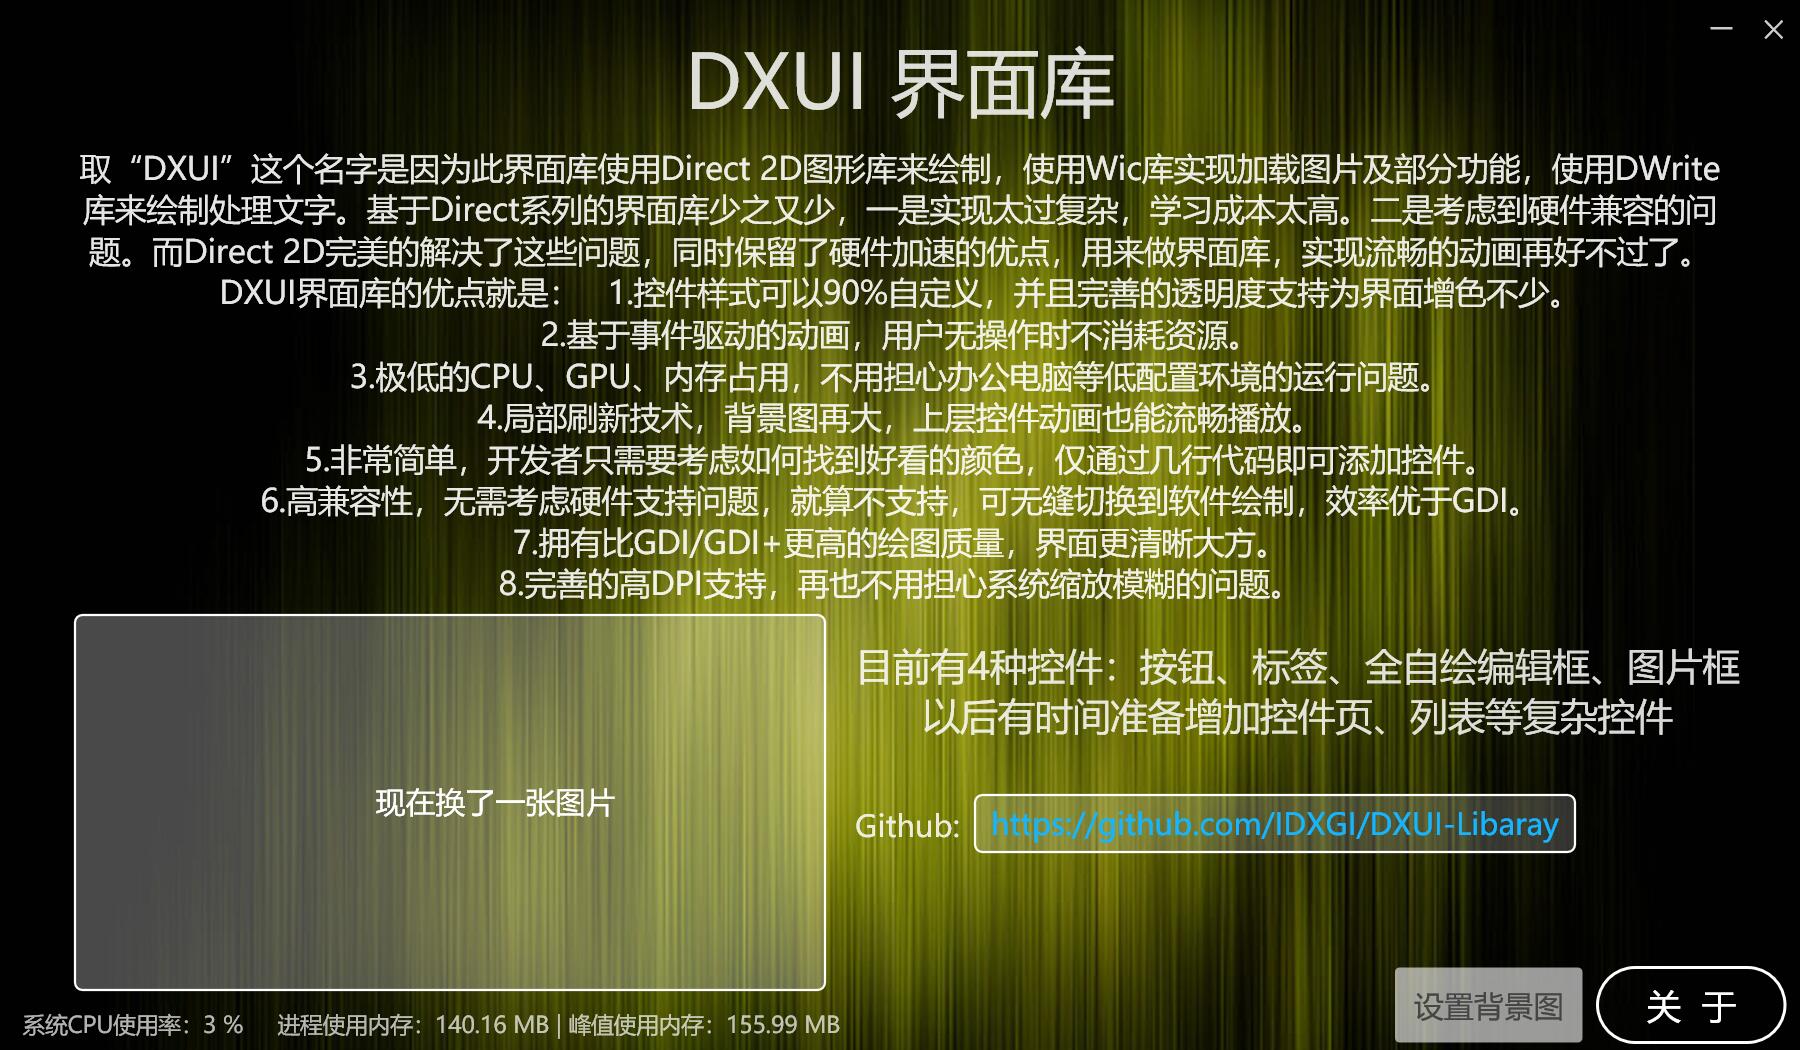 DXUI 界面库
取“DXUI”这个名字是因为此界面库使用Direct 2D图形库来绘制，使用Wic库实现加载图片及部分功能，使用DWrite
库来绘制处理文字。基于Direct系列的界面库少之又少，一是实现太过复杂，学习成本太高。二是考虑到硬件兼容的问
题。而Direct 2D完美的解决了这些问题，同时保留了硬件加速的优点，用来做界面库，实现流畅的动画再好不过了。
DXUI界面库的优点就是： 1.控件样式可以90%自定义，并且完善的透明度支持为界面增色不少。
2.基于事件驱动的动画，用户无操作时不消耗资源。
3.极低的CPU、GPU、内存占用，不用担心办公电脑等低配置环境的运行问题。
4.局部刷新技术，背景图再大，上层控件动画也能流畅播放。
5.非常简单，开发者只需要考虑如何找到好看的颜色，仅通过几行代码即可添加控件。
6.高兼容性，无需考虑硬件支持问题，就算不支持，可无缝切换到软件绘制，效率优于GDI。
7.拥有比GDI/GDI+更高的绘图质量，界面更清晰大方。
8.完善的高DPI支持，再也不用担心系统缩放模糊的问题。
现在换了一张图片
目前有4种控件：按钮、标签、全自绘编辑框、图片框
以后有时间准备增加控件页、列表等复杂控件
Github: https://github.com/IDXGI/DXUI-Libaray
设置背景图
关 于
系统CPU使用率：3 % 进程使用内存：140.16 MB | 峰值使用内存：155.99 MB